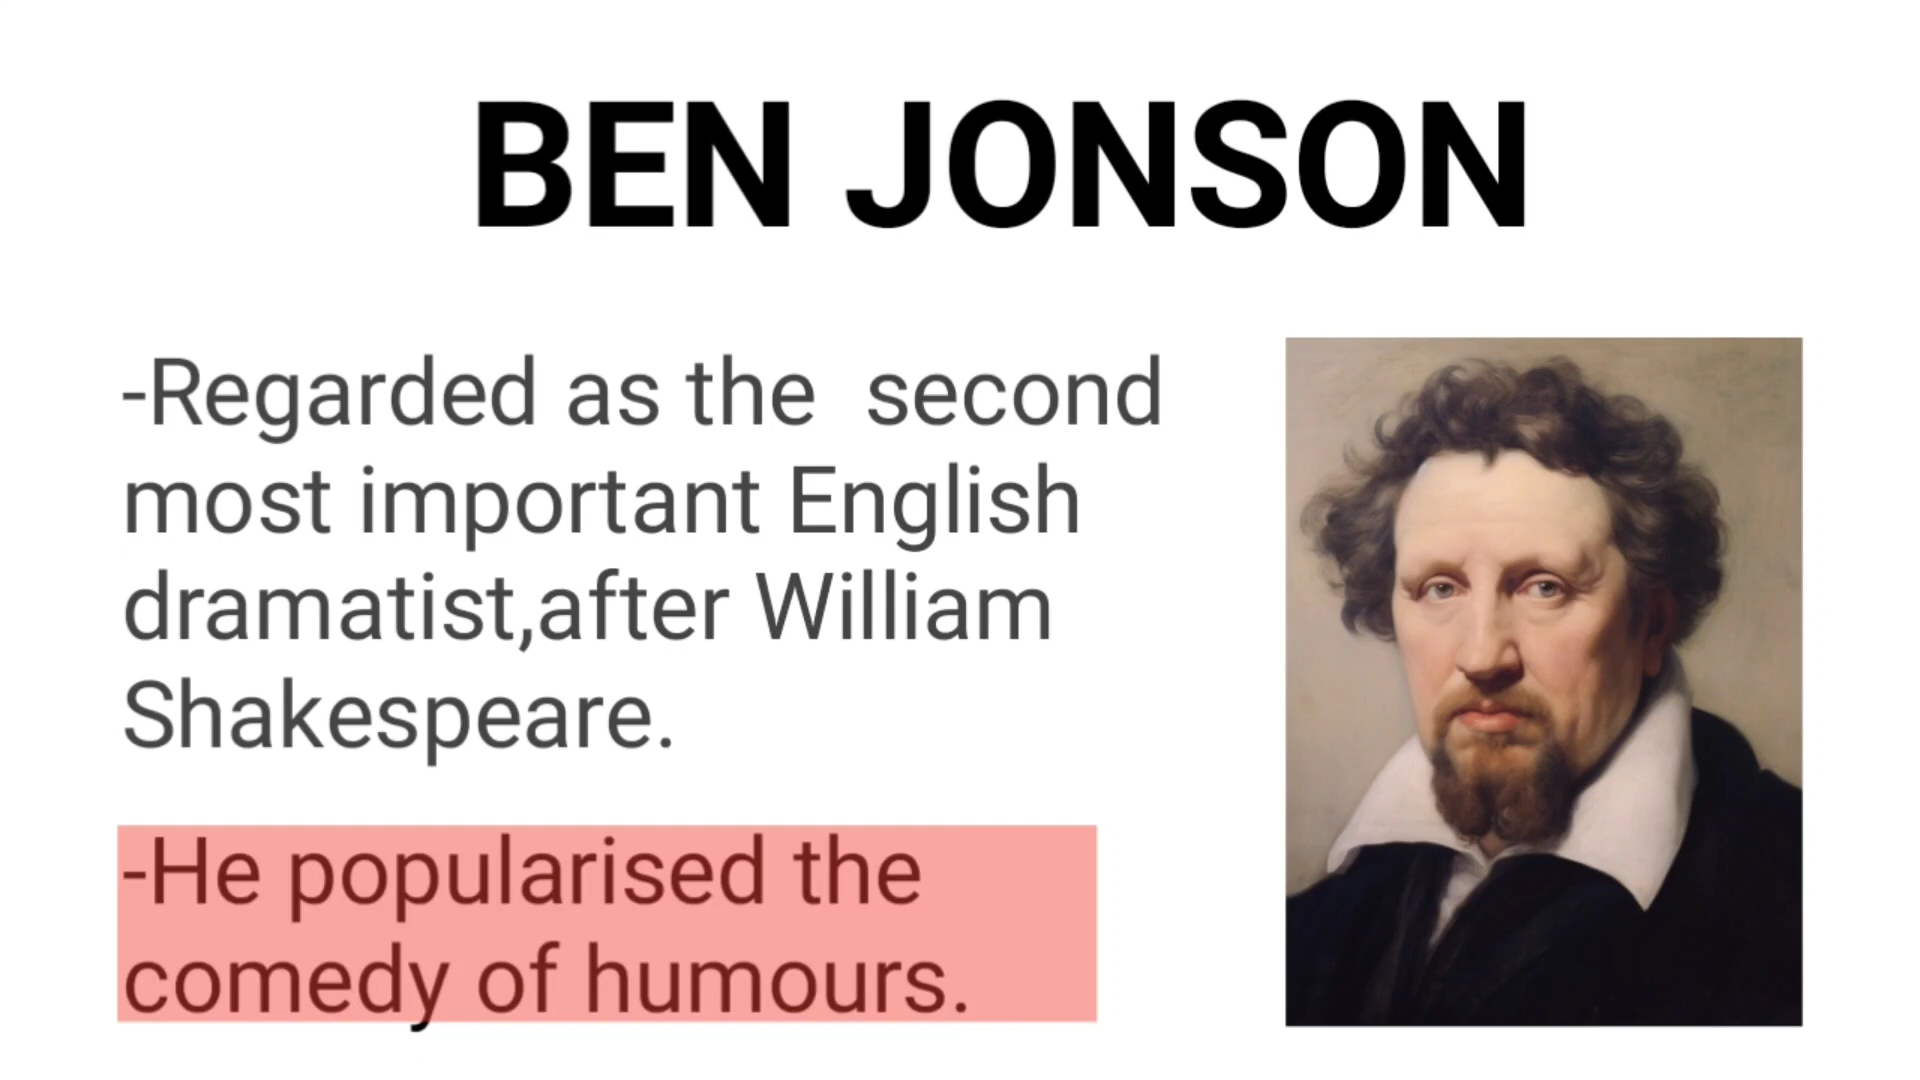 BEN JONSON
-Regarded as the  second
most important English
dramatist,after William
Shakespeare.
-He popularised the
comedy of humours.